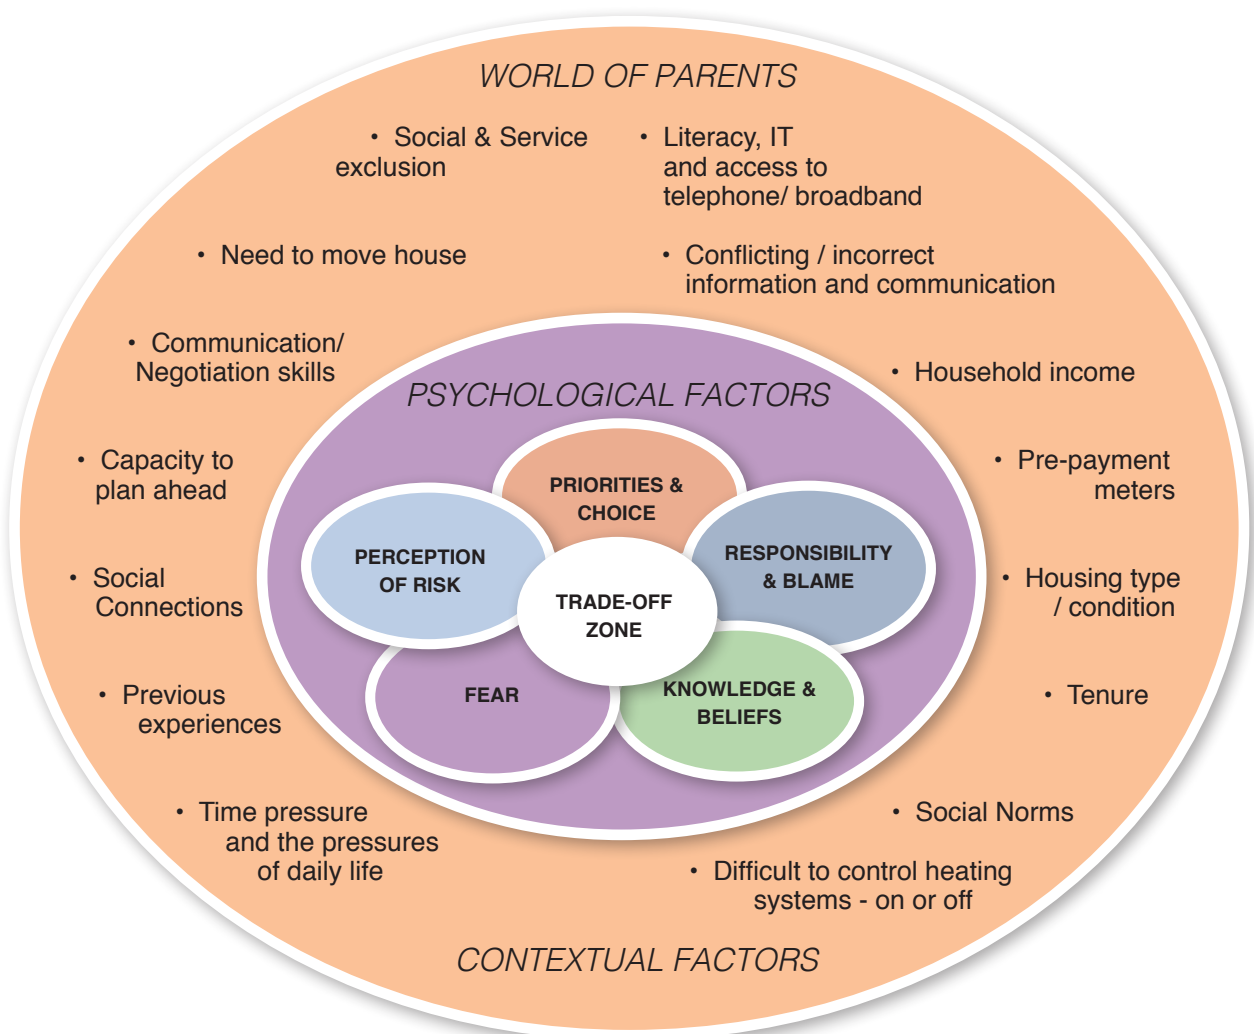 WORLD OF PARENTS
• Social & Service
exclusion
• Literacy, IT
and access to
telephone/ broadband
• Need to move house
• Conflicting / incorrect
information and communication
• Communication/
Negotiation skills
• Household income
PSYCHOLOGICAL FACTORS
• Capacity to
plan ahead
• Pre-payment
meters
PRIORITIES &
CHOICE
PERCEPTION
OF RISK
RESPONSIBILITY
& BLAME
TRADE-OFF
ZONE
• Social
Connections
• Housing type
/ condition
FEAR
KNOWLEDGE &
BELIEFS
• Previous
experiences
• Tenure
• Time pressure
and the pressures
of daily life
• Social Norms
• Difficult to control heating
systems - on or off
CONTEXTUAL FACTORS